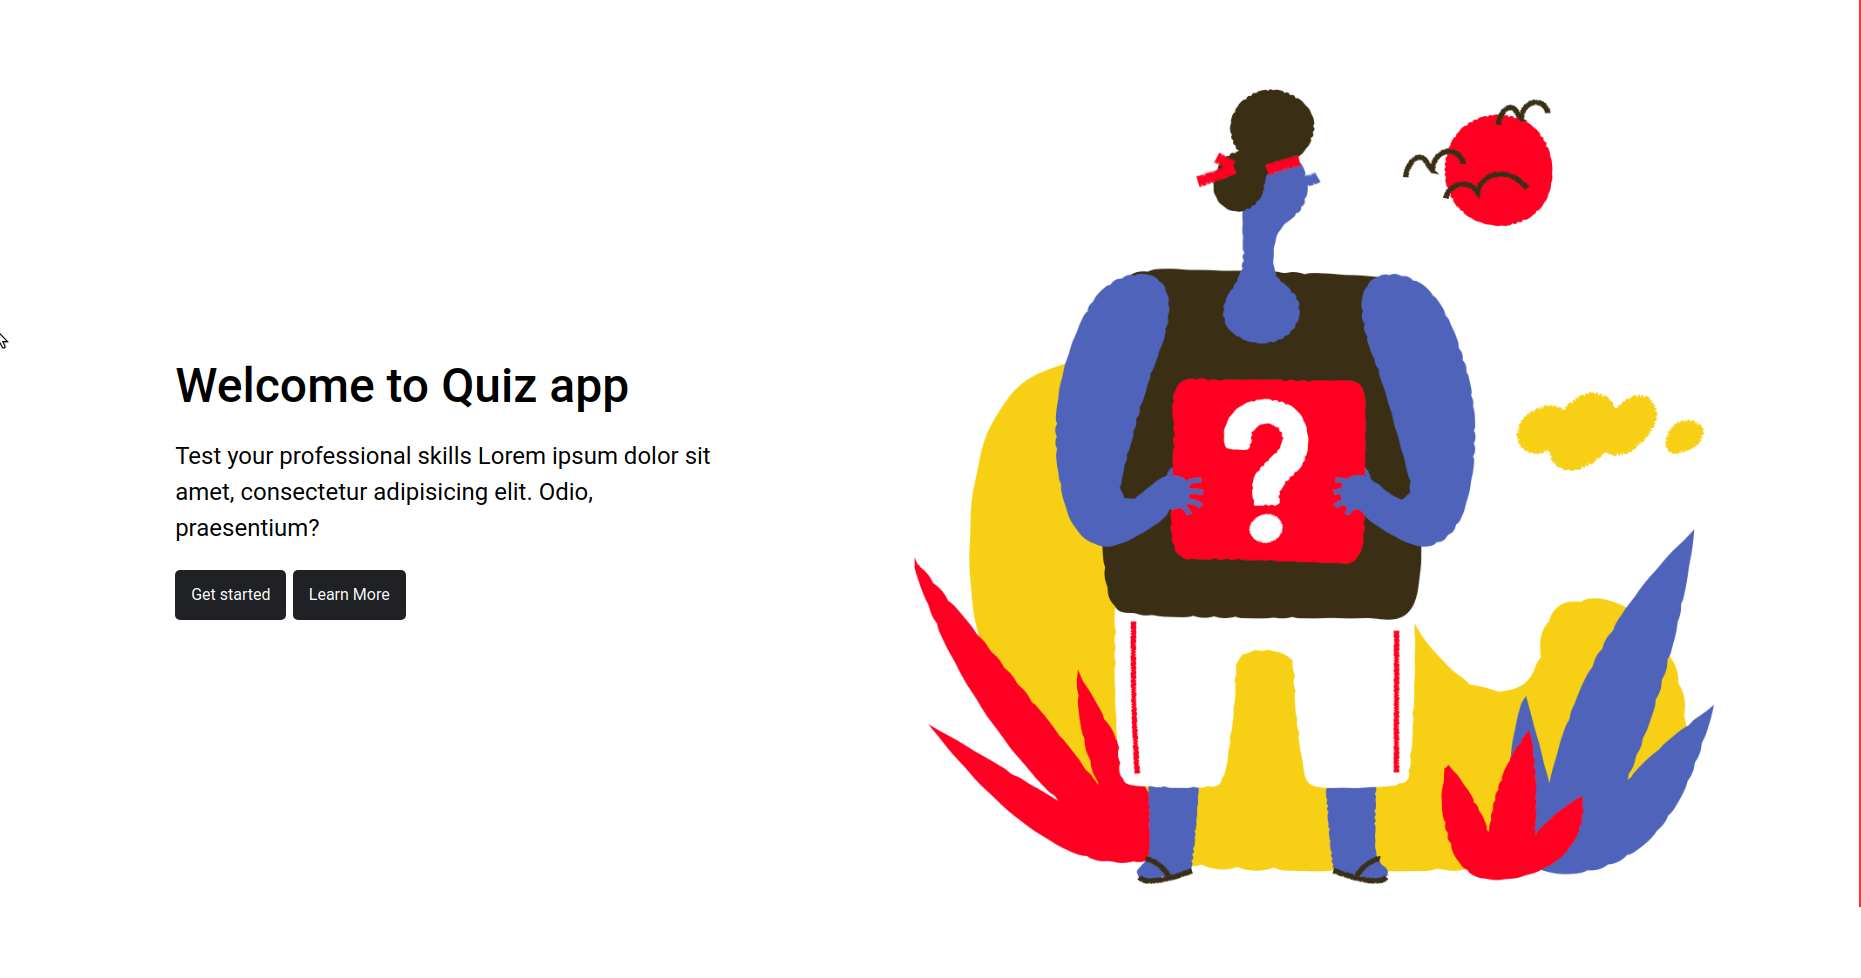 Welcome to Quiz app
Test your professional skills Lorem ipsum dolor sit
amet, consectetur adipisicing elit. Odio,
praesentium?
Get started
Learn More
?